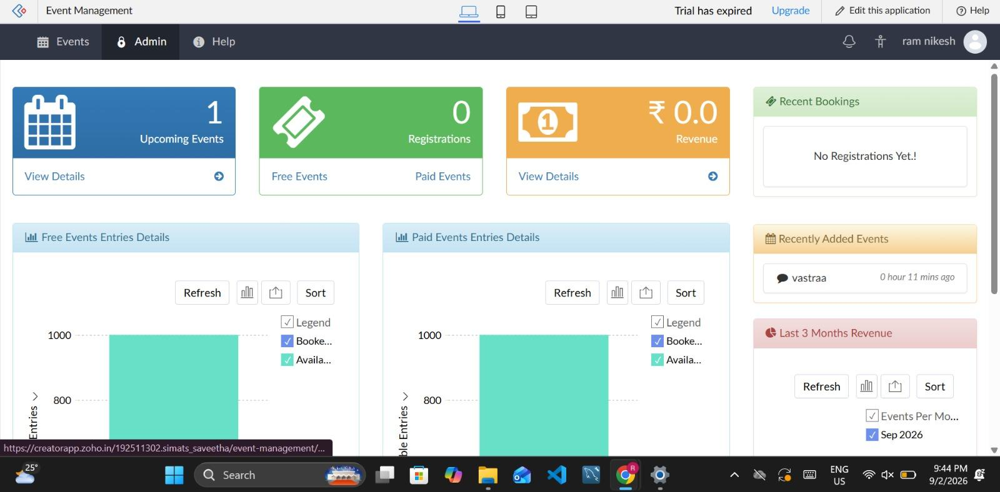 Event Management
Trial has expired
Upgrade
Edit this application
Help
Events
Admin
Help
ram nikesh
1
Upcoming Events
View Details
0
Registrations
Free Events
Paid Events
1
₹ 0.0
Revenue
View Details
Recent Bookings
No Registrations Yet.!
Free Events Entries Details
Refresh
Sort
Legend
Booke...
Availa...
1000
800
Entries
Paid Events Entries Details
Refresh
Sort
Legend
Booke...
Availa...
1000
800
ble Entries
Recently Added Events
vastraa
0 hour 11 mins ago
Last 3 Months Revenue
Refresh
Sort
Events Per Mo...
Sep 2026
https://creatorapp.zoho.in/192511302.simats_saveetha/event-management/...
25°
Search
R
ENG
US
9:44 PM
9/2/2026